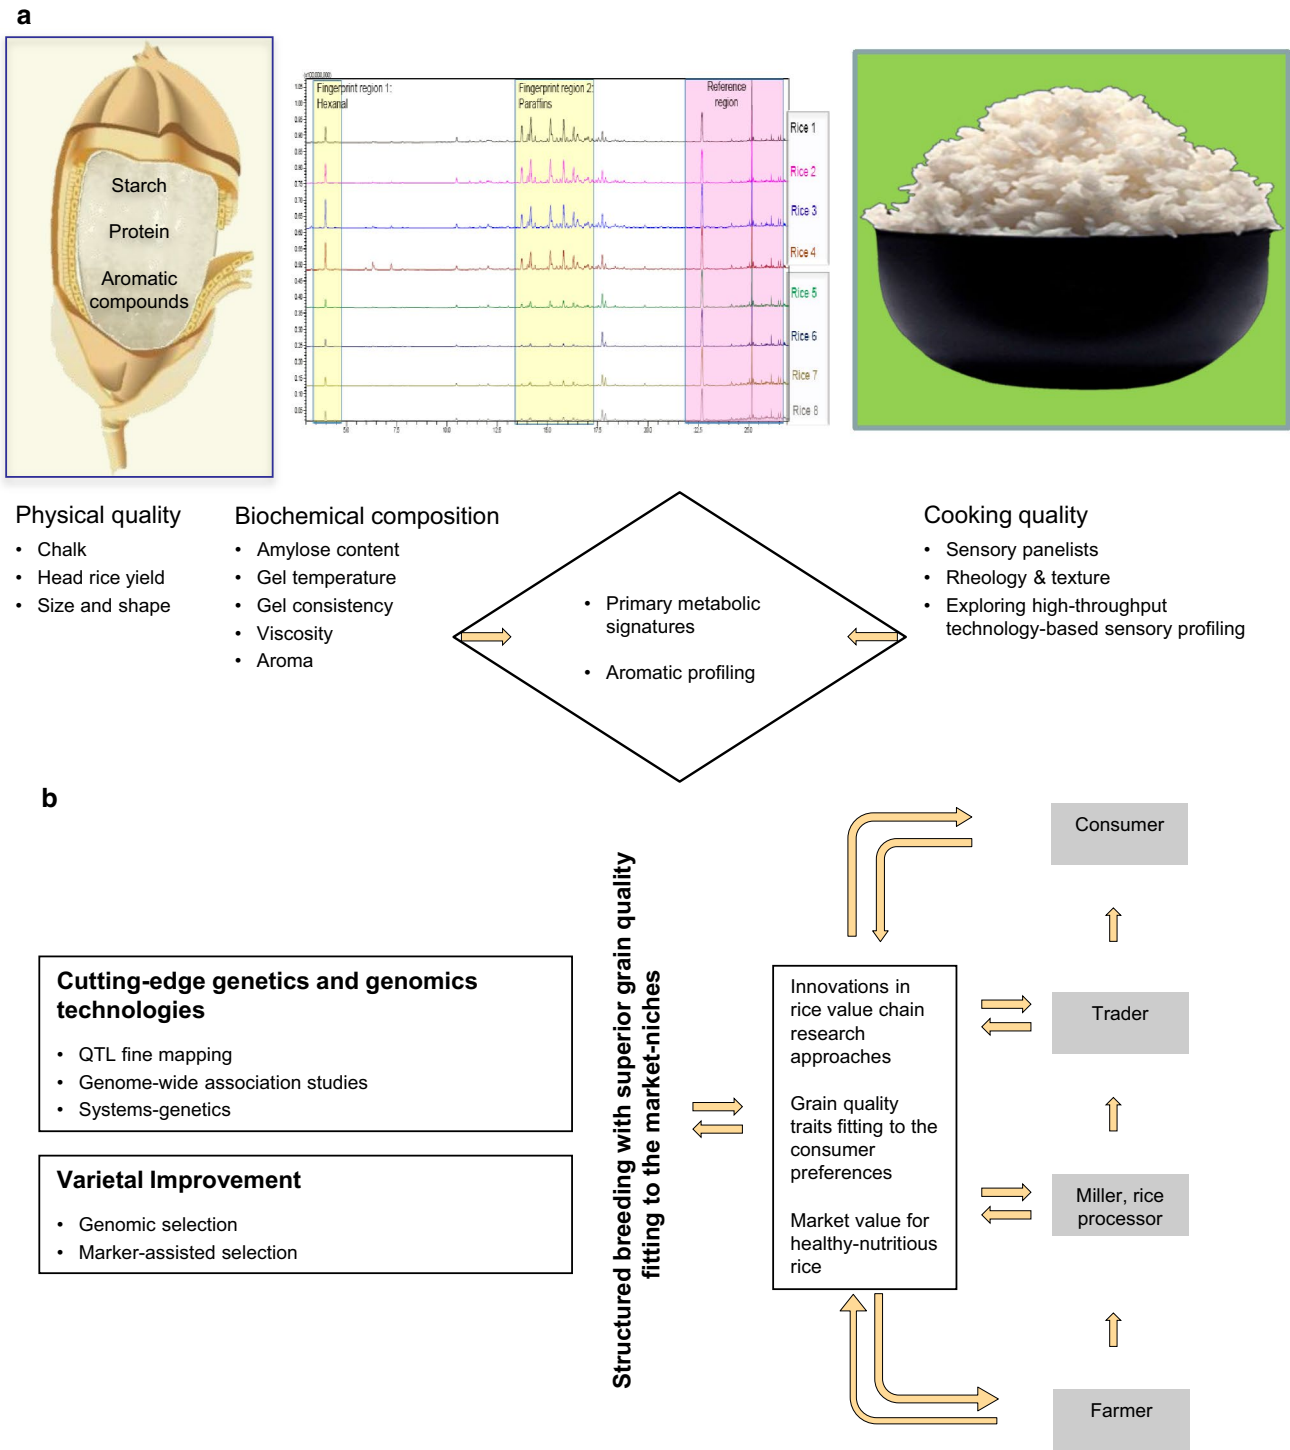 a
Starch
Protein
Aromatic
compounds
Fingerprint region 1:
Hexanal
Fingerprint region 2:
Paraffins
Reference
region
Rice 1
Rice 2
Rice 3
Rice 4
Rice 5
Rice 6
Rice 7
Rice 8
Physical quality
• Chalk
• Head rice yield
• Size and shape
Biochemical composition
• Amylose content
• Gel temperature
• Gel consistency
• Viscosity
• Aroma
• Primary metabolic
signatures
• Aromatic profiling
Cooking quality
• Sensory panelists
• Rheology & texture
• Exploring high-throughput
technology-based sensory profiling
b
Cutting-edge genetics and genomics
technologies
• QTL fine mapping
• Genome-wide association studies
• Systems-genetics
Varietal Improvement
• Genomic selection
• Marker-assisted selection
Structured breeding with superior grain quality
fitting to the market-niches
Innovations in
rice value chain
research
approaches
Grain quality
traits fitting to the
consumer
preferences
Market value for
healthy-nutritious
rice
Consumer
Trader
Miller, rice
processor
Farmer